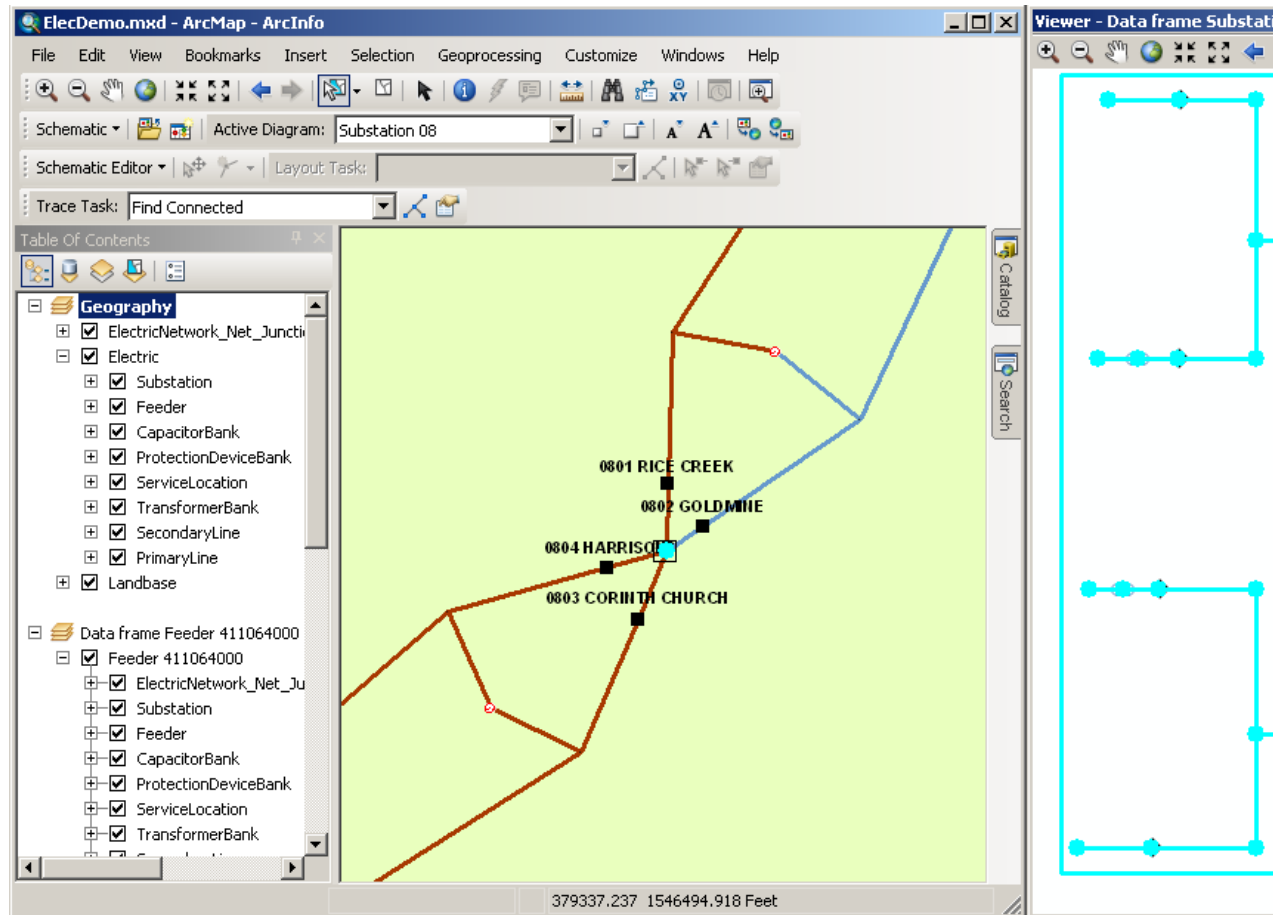 ElecDemo.mxd - ArcMap - ArcInfo
Viewer - Data frame Substati
File Edit View Bookmarks Insert Selection Geoprocessing Customize Windows Help
XY
Schematic Active Diagram: Substation 08
Schematic Editor Layout Task:
Trace Task: Find Connected
Table Of Contents
Geography
ElectricNetwork_Net_Juncti
Electric
Substation
Feeder
CapacitorBank
ProtectionDeviceBank
ServiceLocation
TransformerBank
SecondaryLine
PrimaryLine
Landbase
Data frame Feeder 411064000
Feeder 411064000
ElectricNetwork_Net_Ju
Substation
Feeder
CapacitorBank
ProtectionDeviceBank
ServiceLocation
TransformerBank
0801 RICE CREEK
0802 GOLDMINE
0804 HARRISO
0803 CORINTH CHURCH
Catalog
Search
379337.237 1546494.918 Feet